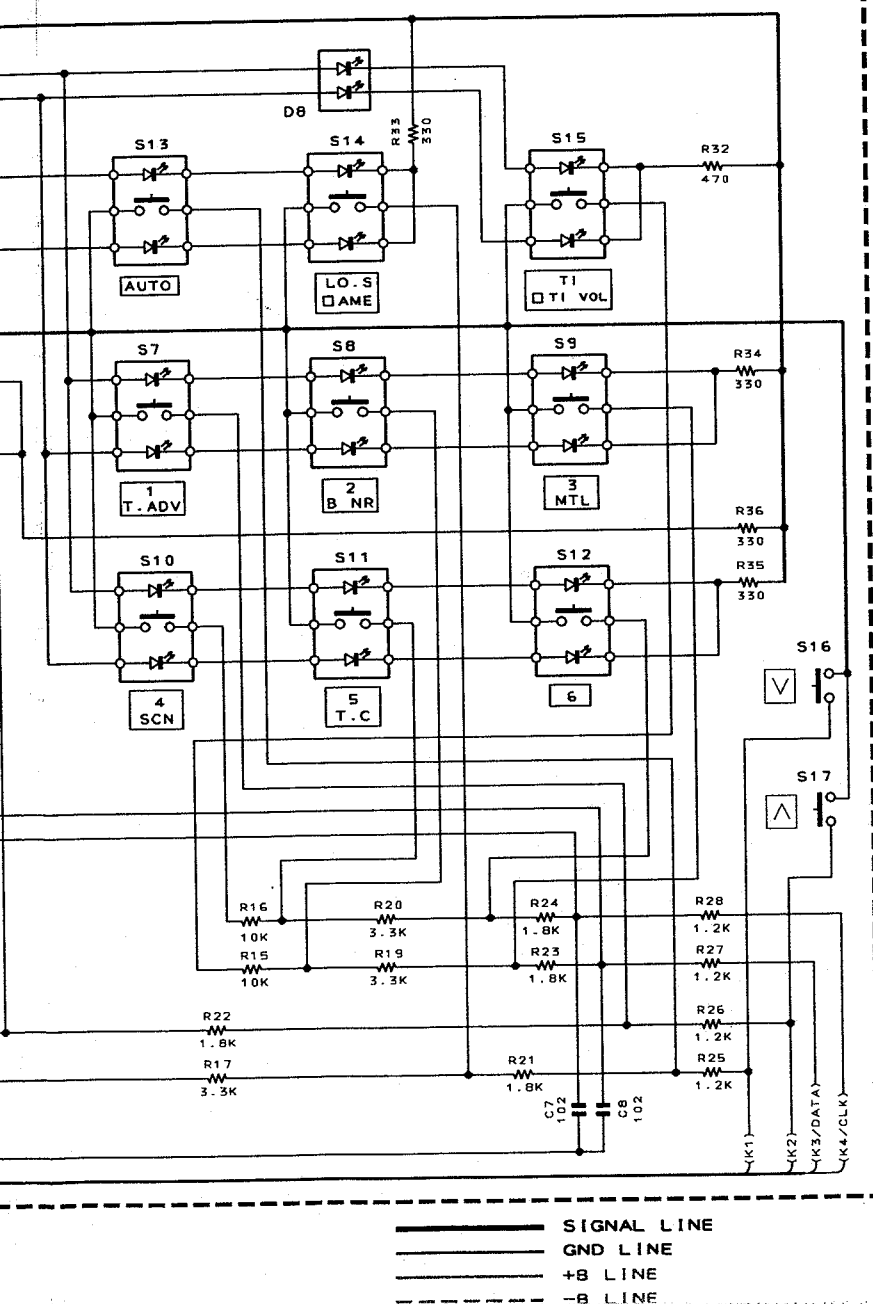 D8
R33
330
S13
S14
S15
R32
470
AUTO
LO.S
□AME
TI
□TI VOL
S7
S8
S9
R34
330
1
T.ADV
2
B NR
3
MTL
R36
330
S10
S11
S12
R35
330
4
SCN
5
T.C
6
S16
V
S17
Λ
R16
10K
R20
3.3K
R24
1.8K
R28
1.2K
R15
10K
R19
3.3K
R23
1.8K
R27
1.2K
R22
1.8K
R26
1.2K
R17
3.3K
R21
1.8K
R25
1.2K
C7
102
C8
102
(K1)
(K2)
(K3/DATA)
(K4/CLK)
SIGNAL LINE
GND LINE
+B LINE
-B LINE